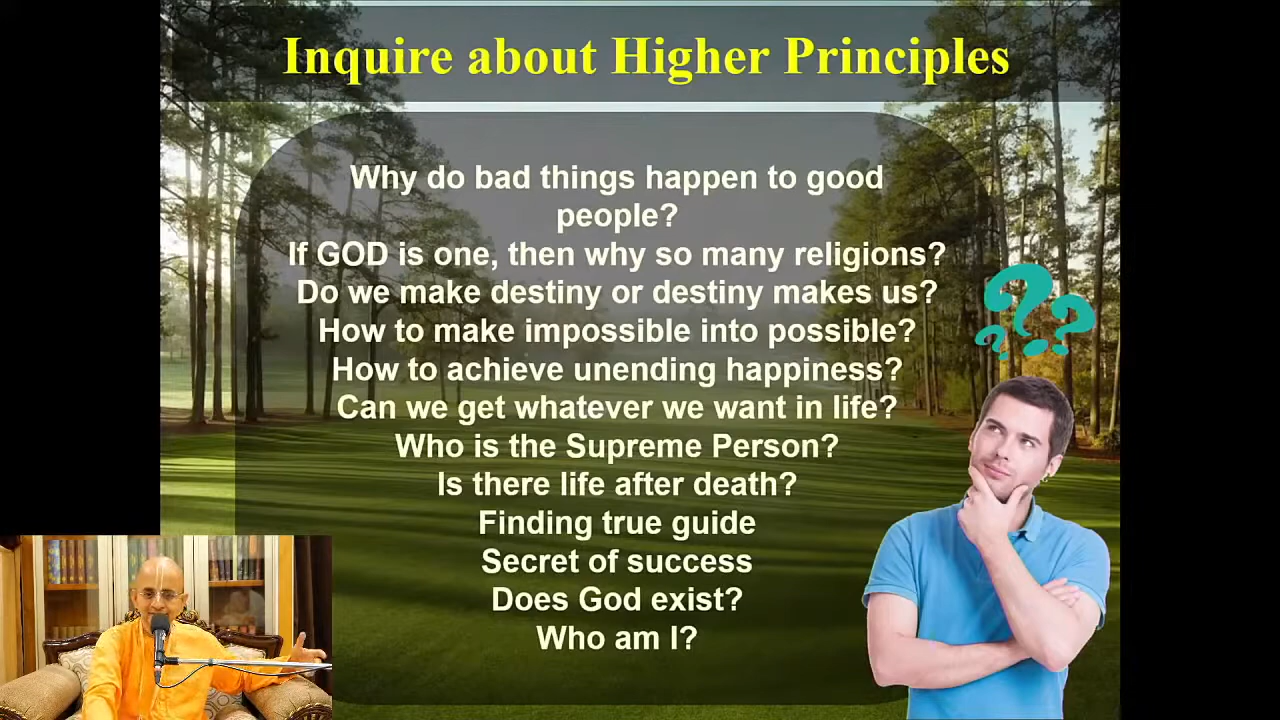 Inquire about Higher Principles
Why do bad things happen to good
people?
If GOD is one, then why so many religions?
Do we make destiny or destiny makes us?
How to make impossible into possible?
How to achieve unending happiness?
Can we get whatever we want in life?
Who is the Supreme Person?
Is there life after death?
Finding true guide
Secret of success
Does God exist?
Who am I?
???